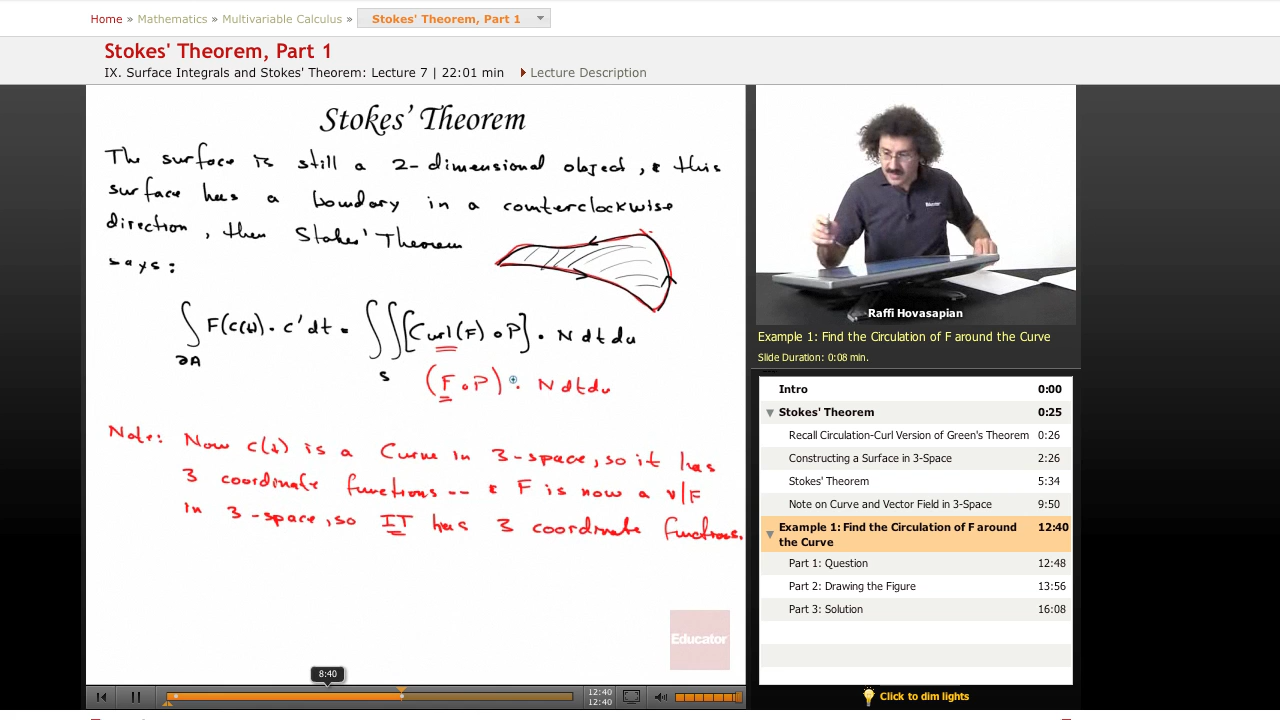 Home » Mathematics » Multivariable Calculus » Stokes' Theorem, Part 1
Stokes' Theorem, Part 1
IX. Surface Integrals and Stokes' Theorem: Lecture 7 | 22:01 min Lecture Description
Stokes' Theorem
The surface is still a 2-dimensional object, & this
surface has a boundary in a counterclockwise
direction, then Stokes' Theorem
says:
∫∂A F(c(t)) · c' dt = ∫∫S [Curl(F) ∘ P] · N dt du
(F ∘ P) · N dt du
Note: Now c(t) is a Curve in 3-space, so it has
3 coordinate functions -- & F is now a v/F
in 3-space, so IT has 3 coordinate functions.
Educator
8:40
12:40
12:40
Educator
Raffi Hovasapian
Example 1: Find the Circulation of F around the Curve
Slide Duration: 0:08 min.
Intro 0:00
Stokes' Theorem 0:25
Recall Circulation-Curl Version of Green's Theorem 0:26
Constructing a Surface in 3-Space 2:26
Stokes' Theorem 5:34
Note on Curve and Vector Field in 3-Space 9:50
Example 1: Find the Circulation of F around 12:40
the Curve
Part 1: Question 12:48
Part 2: Drawing the Figure 13:56
Part 3: Solution 16:08
Click to dim lights